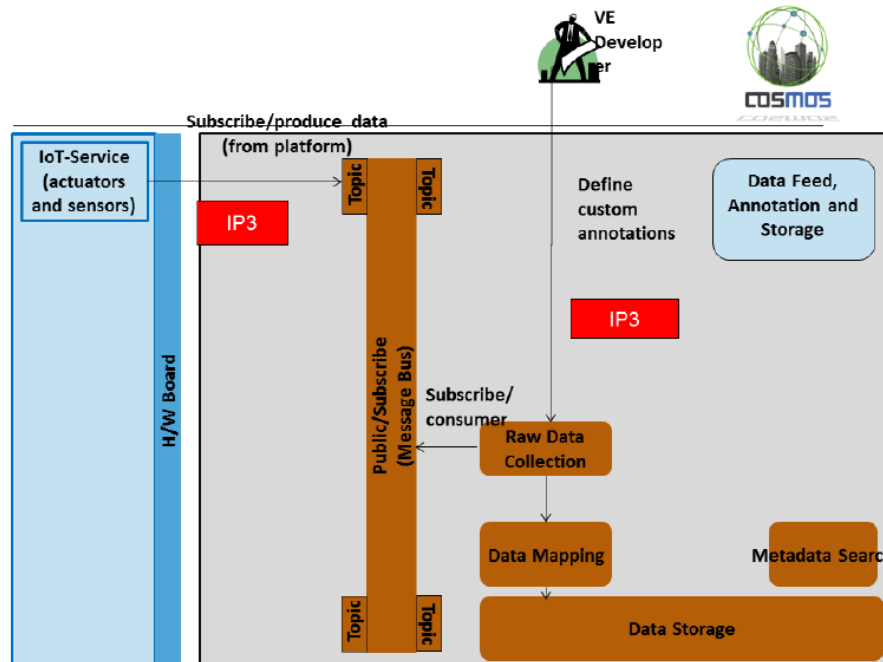 VE
Develop
er
COSMOS
Subscribe/produce data
(from platform)
IoT-Service
(actuators
and sensors)
Topic
Topic
IP3
Define
custom
annotations
Data Feed,
Annotation and
Storage
IP3
H/W Board
Public/Subscribe
(Message Bus)
Subscribe/
consumer
Raw Data
Collection
Data Mapping
Metadata Searc
Topic
Topic
Data Storage